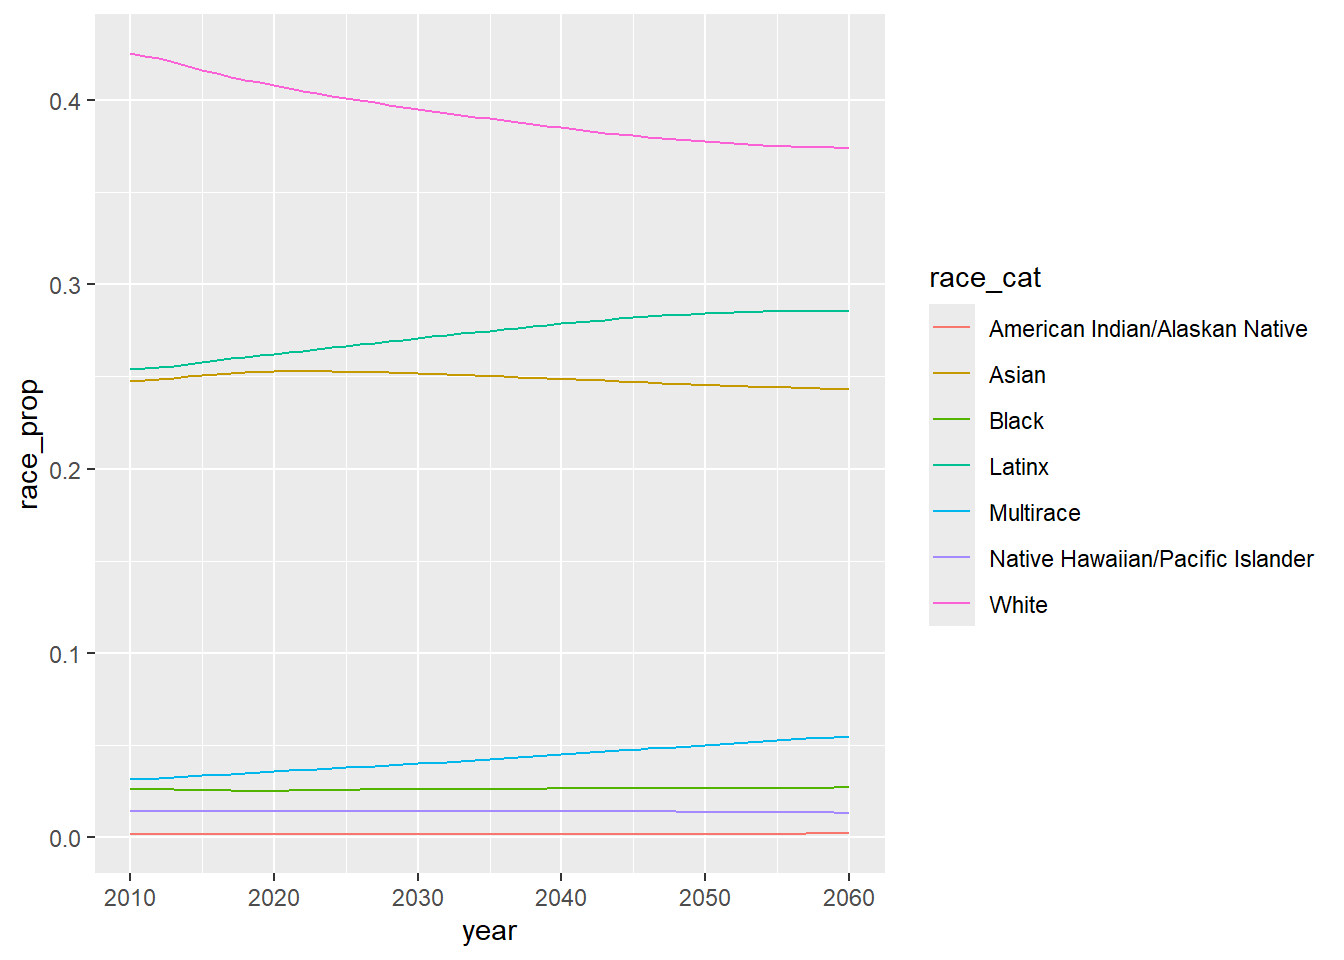 0.4
0.3
0.2
0.1
0.0
race_prop
2010 2020 2030 2040 2050 2060
year
race_cat
American Indian/Alaskan Native
Asian
Black
Latinx
Multirace
Native Hawaiian/Pacific Islander
White